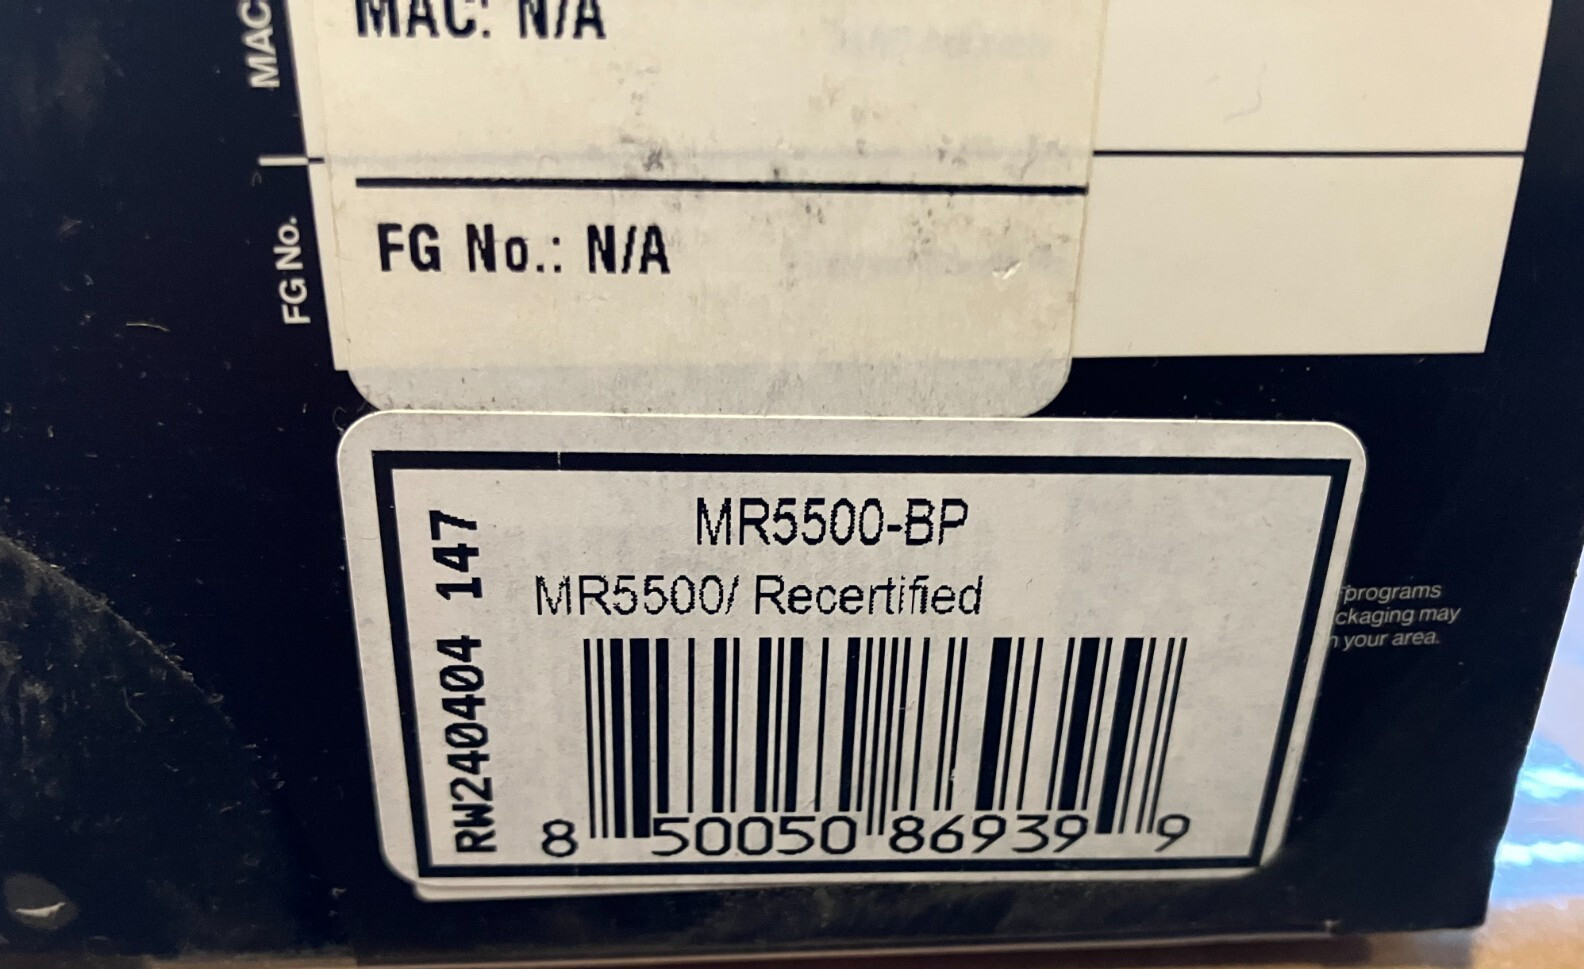 MAC
MAC: N/A
FG No.
FG No.: N/A
RW240404 147
MR5500-BP
MR5500/ Recertified
8 50050 86939 9
programs
ckaging may
your area.